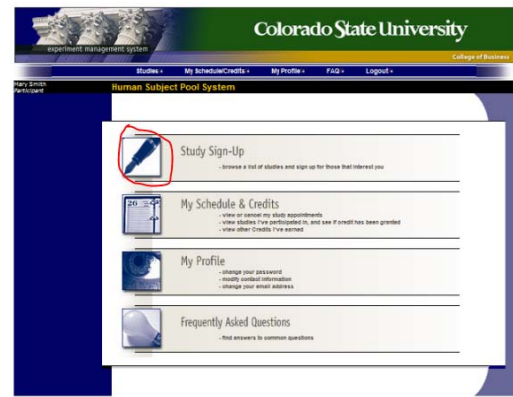 Colorado State University
experiment management system
College of Business
Studies My Schedule/Credits My Profile FAQ Logout
Mary Smith
Participant
Human Subject Pool System
Study Sign-Up
- browse a list of studies and sign up for those that interest you
26
My Schedule & Credits
- view or cancel my study appointments
- view studies I've participated in, and see if credit has been granted
- view other Credits I've earned
My Profile
- change your password
- modify contact information
- change your email address
Frequently Asked Questions
- find answers to common questions